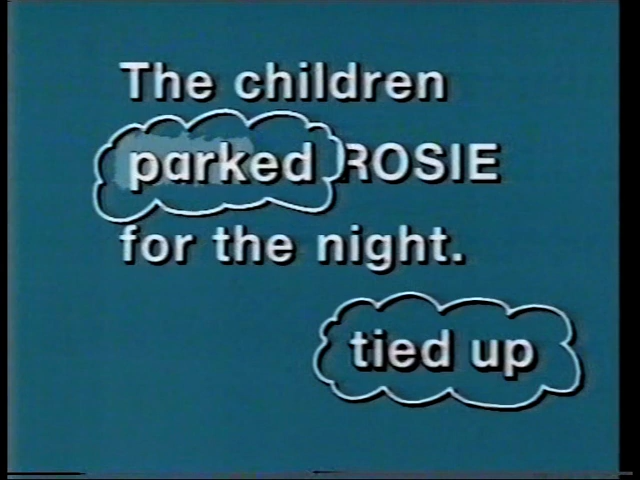 The children
parked ROSIE
for the night.
tied up